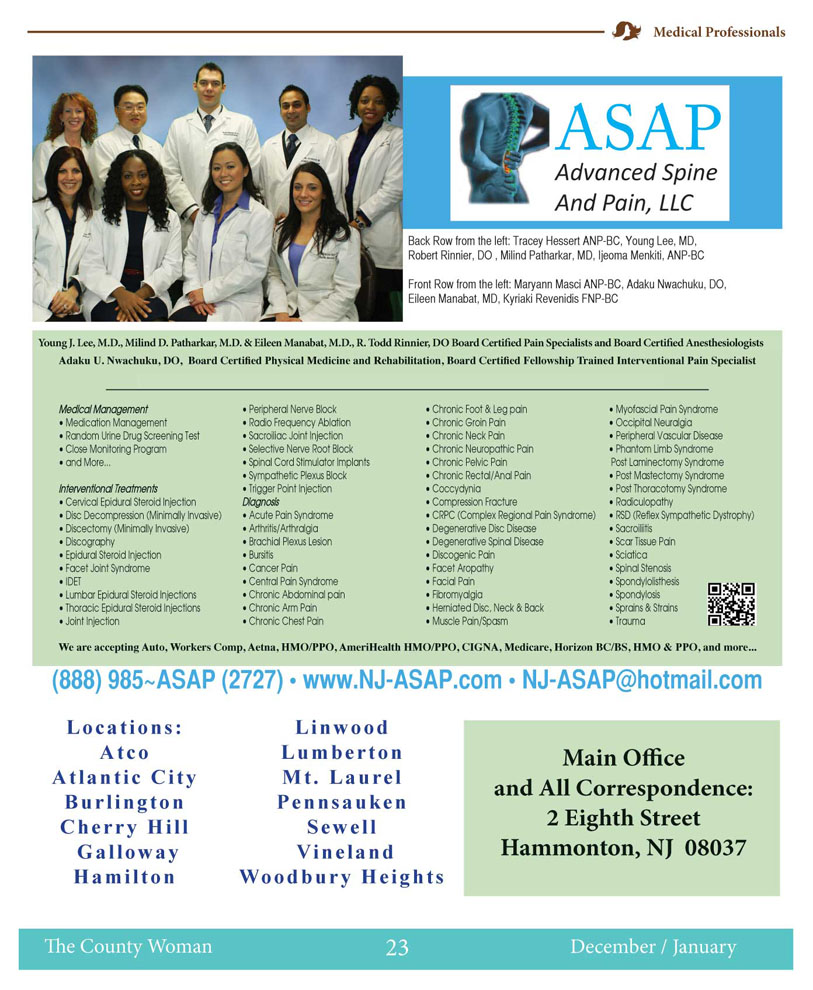 Medical Professionals
ASAP
Advanced Spine
And Pain, LLC
Back Row from the left: Tracey Hessert ANP-BC, Young Lee, MD,
Robert Rinnier, DO , Milind Patharkar, MD, Ijeoma Menkiti, ANP-BC
Front Row from the left: Maryann Masci ANP-BC, Adaku Nwachuku, DO,
Eileen Manabat, MD, Kyriaki Revenidis FNP-BC
Young J. Lee, M.D., Milind D. Patharkar, M.D. & Eileen Manabat, M.D., R. Todd Rinnier, DO Board Certified Pain Specialists and Board Certified Anesthesiologists
Adaku U. Nwachuku, DO, Board Certified Physical Medicine and Rehabilitation, Board Certified Fellowship Trained Interventional Pain Specialist
Medical Management
• Medication Management
• Random Urine Drug Screening Test
• Close Monitoring Program
• and More...
Interventional Treatments
• Cervical Epidural Steroid Injection
• Disc Decompression (Minimally Invasive)
• Discectomy (Minimally Invasive)
• Discography
• Epidural Steroid Injection
• Facet Joint Syndrome
• IDET
• Lumbar Epidural Steroid Injections
• Thoracic Epidural Steroid Injections
• Joint Injection
• Peripheral Nerve Block
• Radio Frequency Ablation
• Sacroiliac Joint Injection
• Selective Nerve Root Block
• Spinal Cord Stimulator Implants
• Sympathetic Plexus Block
• Trigger Point Injection
Diagnosis
• Acute Pain Syndrome
• Arthritis/Arthralgia
• Brachial Plexus Lesion
• Bursitis
• Cancer Pain
• Central Pain Syndrome
• Chronic Abdominal pain
• Chronic Arm Pain
• Chronic Chest Pain
• Chronic Foot & Leg pain
• Chronic Groin Pain
• Chronic Neck Pain
• Chronic Neuropathic Pain
• Chronic Pelvic Pain
• Chronic Rectal/Anal Pain
• Coccydynia
• Compression Fracture
• CRPC (Complex Regional Pain Syndrome)
• Degenerative Disc Disease
• Degenerative Spinal Disease
• Discogenic Pain
• Facet Aropathy
• Facial Pain
• Fibromyalgia
• Herniated Disc, Neck & Back
• Muscle Pain/Spasm
• Myofascial Pain Syndrome
• Occipital Neuralgia
• Peripheral Vascular Disease
• Phantom Limb Syndrome
Post Laminectomy Syndrome
• Post Mastectomy Syndrome
• Post Thoracotomy Syndrome
• Radiculopathy
• RSD (Reflex Sympathetic Dystrophy)
• Sacroiliitis
• Scar Tissue Pain
• Sciatica
• Spinal Stenosis
• Spondylolisthesis
• Spondylosis
• Sprains & Strains
• Trauma
We are accepting Auto, Workers Comp, Aetna, HMO/PPO, AmeriHealth HMO/PPO, CIGNA, Medicare, Horizon BC/BS, HMO & PPO, and more...
(888) 985~ASAP (2727) • www.NJ-ASAP.com • NJ-ASAP@hotmail.com
Locations:
Atco
Atlantic City
Burlington
Cherry Hill
Galloway
Hamilton
Linwood
Lumberton
Mt. Laurel
Pennsauken
Sewell
Vineland
Woodbury Heights
Main Office
and All Correspondence:
2 Eighth Street
Hammonton, NJ 08037
The County Woman
23
December / January